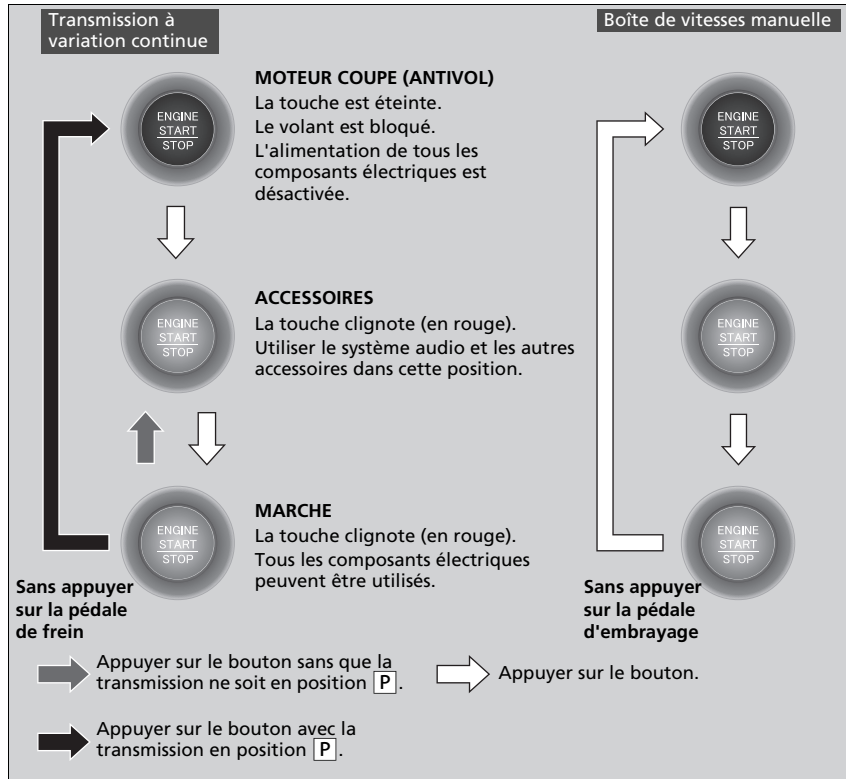 Transmission à
variation continue
Boîte de vitesses manuelle
ENGINE
START
STOP
MOTEUR COUPE (ANTIVOL)
La touche est éteinte.
Le volant est bloqué.
L'alimentation de tous les
composants électriques est
désactivée.
ENGINE
START
STOP
ENGINE
START
STOP
ACCESSOIRES
La touche clignote (en rouge).
Utiliser le système audio et les autres
accessoires dans cette position.
ENGINE
START
STOP
ENGINE
START
STOP
MARCHE
La touche clignote (en rouge).
Tous les composants électriques
peuvent être utilisés.
ENGINE
START
STOP
Sans appuyer
sur la pédale
de frein
Sans appuyer
sur la pédale
d'embrayage
Appuyer sur le bouton sans que la
transmission ne soit en position P.
Appuyer sur le bouton.
Appuyer sur le bouton avec la
transmission en position P.